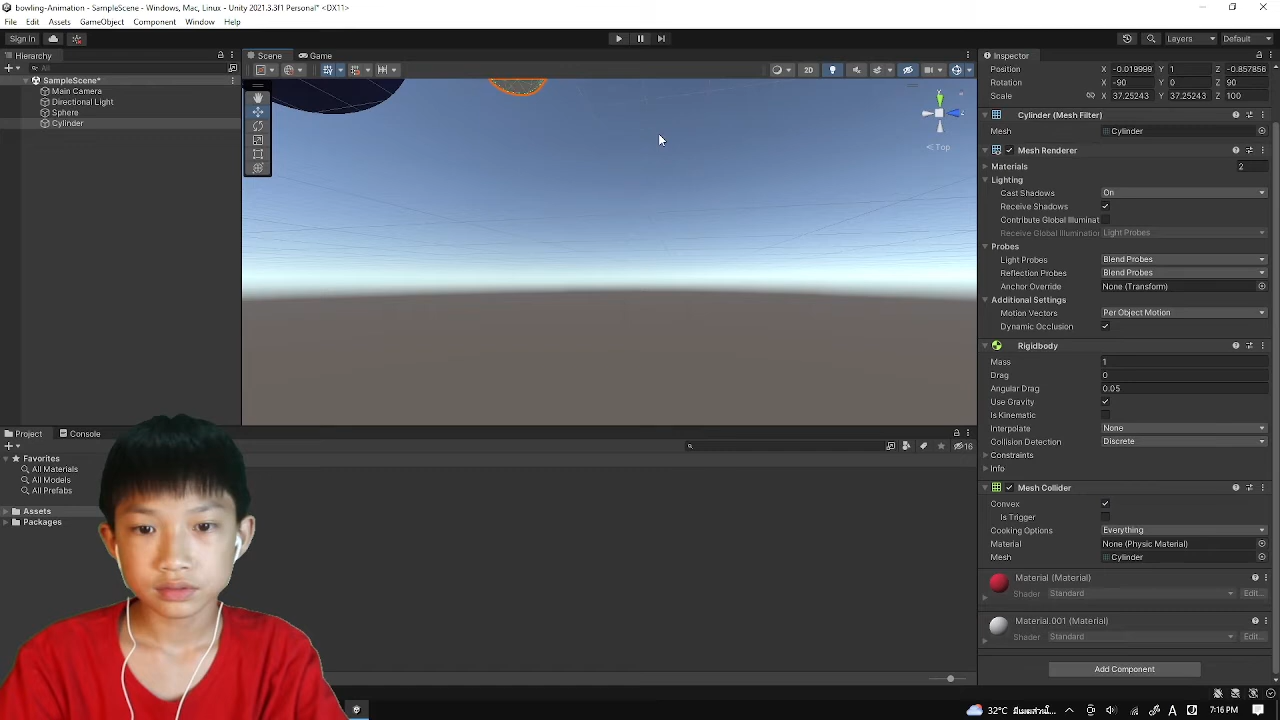 bowling-Animation - SampleScene - Windows, Mac, Linux - Unity 2021.3.3f1 Personal* <DX11>
File Edit Assets GameObject Component Window Help
Sign In Layers Default
Hierarchy Scene Game Inspector
All
SampleScene*
Main Camera
Directional Light
Sphere
Cylinder
2D
Top
Position X -0.019999 Y 1 Z -0.857856
Rotation X -90 Y 0 Z 90
Scale X 37.25243 Y 37.25243 Z 100
Cylinder (Mesh Filter)
Mesh Cylinder
Mesh Renderer
Materials 2
Lighting
Cast Shadows On
Receive Shadows
Contribute Global Illuminat
Receive Global Illumination Light Probes
Probes
Light Probes Blend Probes
Reflection Probes Blend Probes
Anchor Override None (Transform)
Additional Settings
Motion Vectors Per Object Motion
Dynamic Occlusion
Rigidbody
Mass 1
Drag 0
Angular Drag 0.05
Use Gravity
Is Kinematic
Interpolate None
Collision Detection Discrete
Constraints
Info
Mesh Collider
Convex
Is Trigger
Cooking Options Everything
Material None (Physic Material)
Mesh Cylinder
Material (Material)
Shader Standard Edit...
Material.001 (Material)
Shader Standard Edit...
Add Component
Project Console
16
Favorites
All Materials
All Models
All Prefabs
Assets
Packages
32°C
7:16 PM